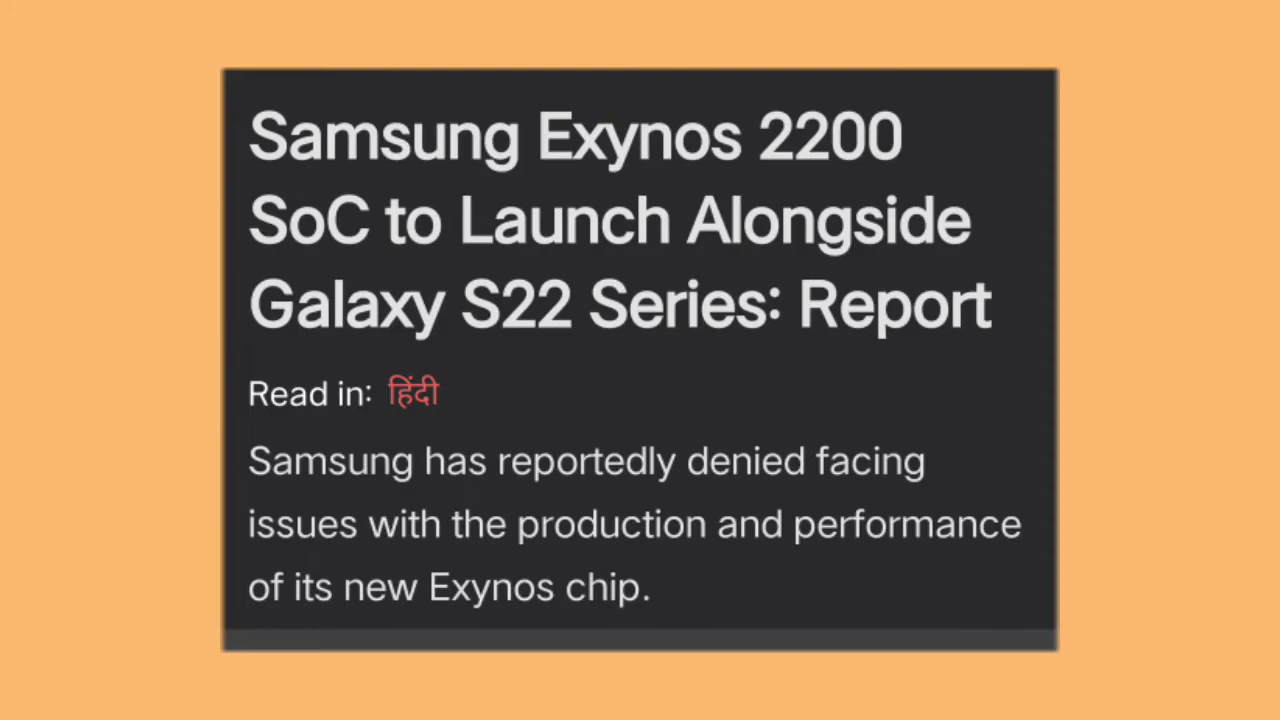 Samsung Exynos 2200
SoC to Launch Alongside
Galaxy S22 Series: Report
Read in: हिंदी
Samsung has reportedly denied facing
issues with the production and performance
of its new Exynos chip.